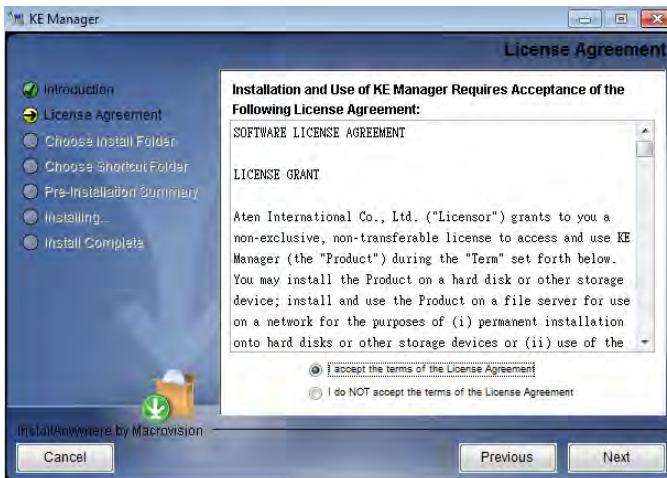 KE Manager
License Agreement
Introduction
License Agreement
Choose Install Folder
Choose Shortcut Folder
Pre-Installation Summary
Installing...
Install Complete
Installation and Use of KE Manager Requires Acceptance of the
Following License Agreement:
SOFTWARE LICENSE AGREEMENT
LICENSE GRANT
Aten International Co., Ltd. ("Licensor") grants to you a
non-exclusive, non-transferable license to access and use KE
Manager (the "Product") during the "Term" set forth below.
You may install the Product on a hard disk or other storage
device; install and use the Product on a file server for use
on a network for the purposes of (i) permanent installation
onto hard disks or other storage devices or (ii) use of the
I accept the terms of the License Agreement
I do NOT accept the terms of the License Agreement
InstallAnywhere by Macrovision
Cancel
Previous
Next